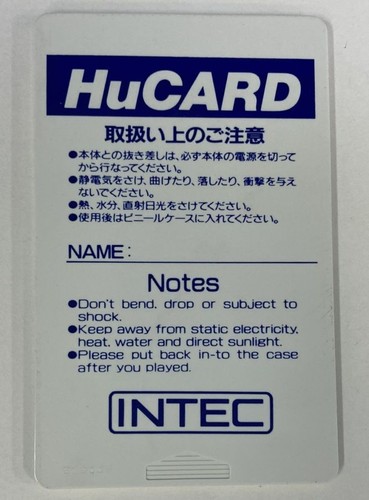 HuCARD
取扱い上のご注意
●本体との抜き差しは、必ず本体の電源を切って
から行なってください。
●静電気をさけ、曲げたり、落したり、衝撃を与え
ないでください。
●熱、水分、直射日光をさけてください。
●使用後はビニールケースに入れてください。
NAME:
Notes
●Don't bend, drop or subject to
shock.
●Keep away from static electricity,
heat, water and direct sunlight.
●Please put back in-to the case
after you played.
INTEC